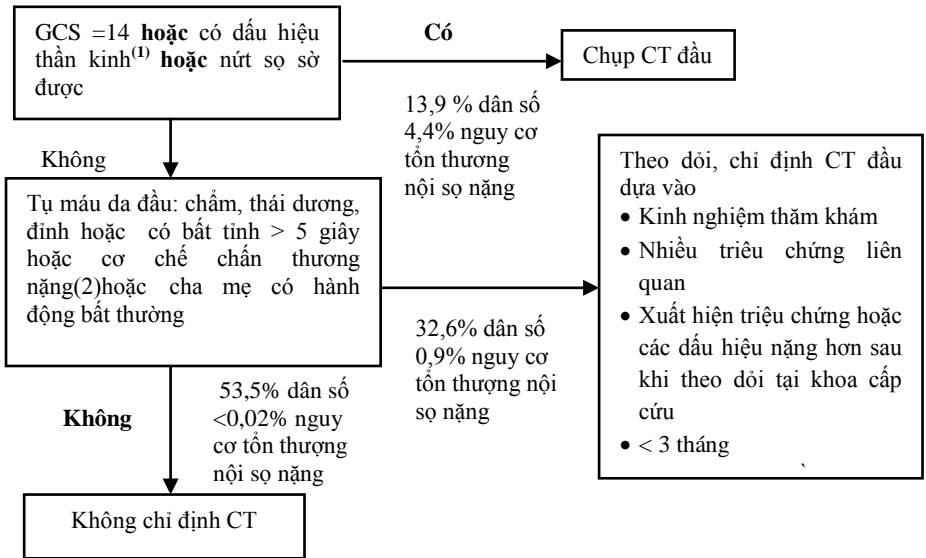 GCS =14 hoặc có dấu hiệu
thần kinh(1) hoặc nứt sọ sờ
được
Có
Chụp CT đầu
13,9 % dân số
4,4% nguy cơ
tổn thương
nội sọ nặng
Không
Tụ máu da đầu: chẩm, thái dương,
đỉnh hoặc có bất tỉnh > 5 giây
hoặc cơ chế chấn thương
nặng(2)hoặc cha mẹ có hành
động bất thường
32,6% dân số
0,9% nguy cơ
tổn thượng nội
sọ nặng
Theo dỏi, chỉ định CT đầu
dựa vào
• Kinh nghiệm thăm khám
• Nhiều triệu chứng liên
quan
• Xuất hiện triệu chứng hoặc
các dấu hiệu nặng hơn sau
khi theo dỏi tại khoa cấp
cứu
• < 3 tháng
Không
53,5% dân số
<0,02% nguy
cơ tổn thượng
nội sọ nặng
Không chỉ định CT